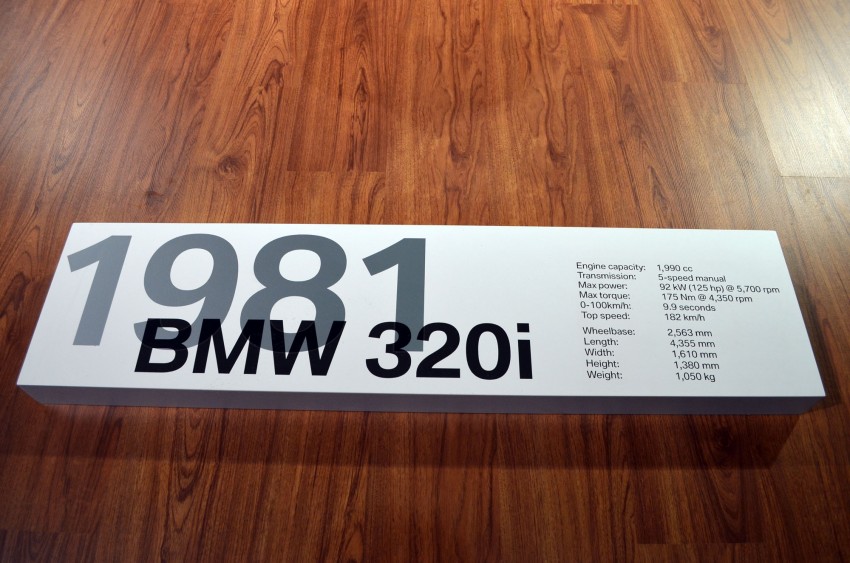 1981
BMW 320i
Engine capacity: 1,990 cc
Transmission: 5-speed manual
Max power: 92 kW (125 hp) @ 5,700 rpm
Max torque: 175 Nm @ 4,350 rpm
0-100km/h: 9.9 seconds
Top speed: 182 km/h
Wheelbase: 2,563 mm
Length: 4,355 mm
Width: 1,610 mm
Height: 1,380 mm
Weight: 1,050 kg